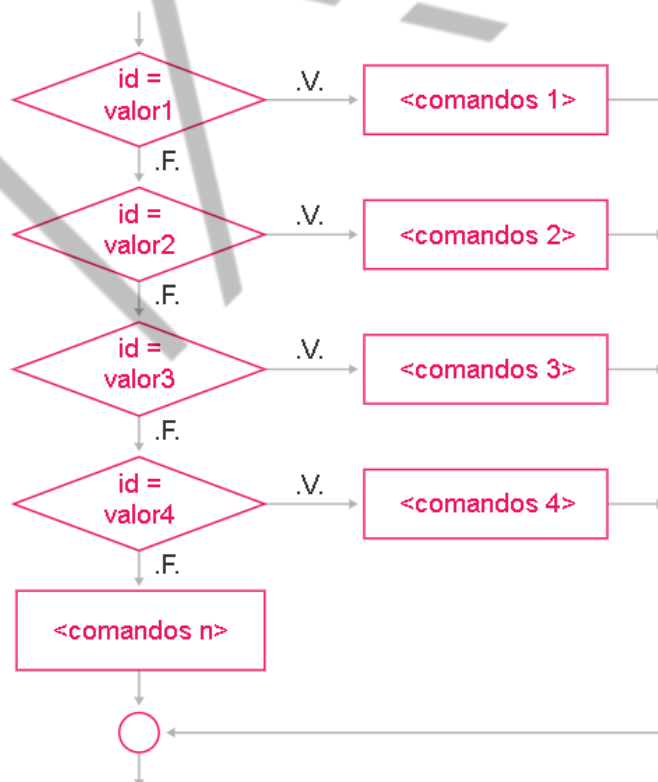 id =
valor1
.V.
<comandos 1>
.F.
id =
valor2
.V.
<comandos 2>
.F.
id =
valor3
.V.
<comandos 3>
.F.
id =
valor4
.V.
<comandos 4>
.F.
<comandos n>